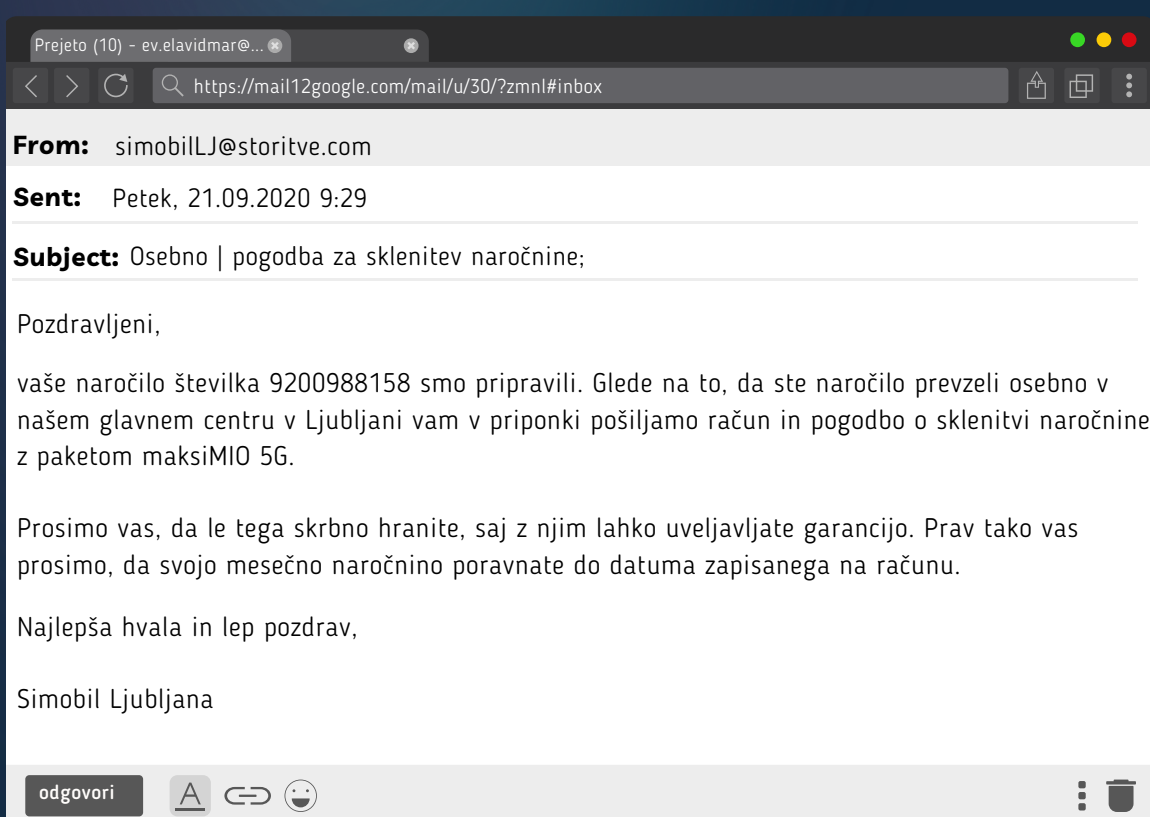 Prejeto (10) - ev.elavidmar@...
https://mail12google.com/mail/u/30/?zmnl#inbox
From: simobilLJ@storitve.com
Sent: Petek, 21.09.2020 9:29
Subject: Osebno | pogodba za sklenitev naročnine;
Pozdravljeni,
vaše naročilo številka 9200988158 smo pripravili. Glede na to, da ste naročilo prevzeli osebno v
našem glavnem centru v Ljubljani vam v priponki pošiljamo račun in pogodbo o sklenitvi naročnine
z paketom maksiMIO 5G.
Prosimo vas, da le tega skrbno hranite, saj z njim lahko uveljavljate garancijo. Prav tako vas
prosimo, da svojo mesečno naročnino poravnate do datuma zapisanega na računu.
Najlepša hvala in lep pozdrav,
Simobil Ljubljana
odgovori A